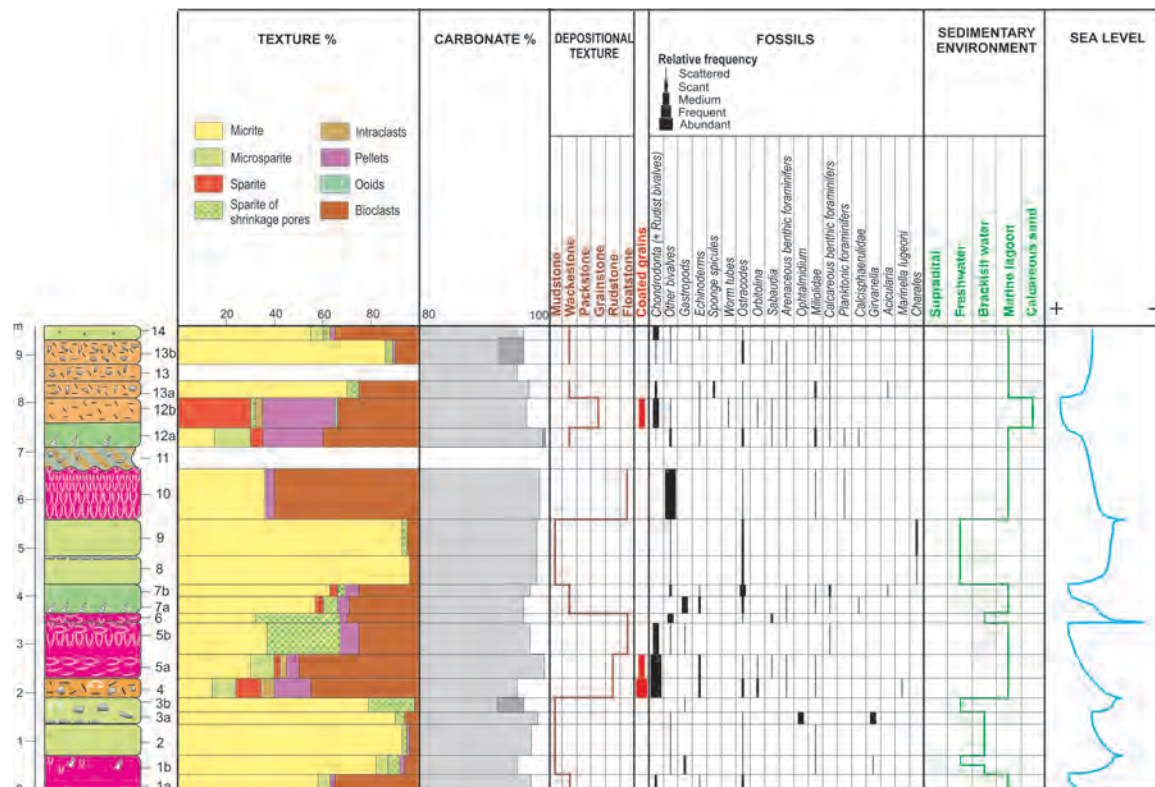 TEXTURE %
CARBONATE %
DEPOSITIONAL
TEXTURE
FOSSILS
SEDIMENTARY
ENVIRONMENT
SEA LEVEL
Relative frequency
Scattered
Scant
Medium
Frequent
Abundant
Micrite
Microsparite
Sparite
Sparite of
shrinkage pores
Intraclasts
Pellets
Ooids
Bioclasts
Mudstone
Wackestone
Packstone
Grainstone
Rudstone
Floatstone
Coated grains
Chondrodonta (+ Rudist bivalves)
Other bivalves
Gastropods
Echinoderms
Sponge spicules
Worm tubes
Ostracodes
Orbitolina
Sabaudia
Arenaceous benthic foraminifers
Ophtalmidium
Miliolidae
Calcareous benthic foraminifers
Planktonic foraminifers
Calcisphaerulidae
Girvanella
Acicularia
Marinella lugeoni
Charales
Supradital
Freshwater
Brackish water
Marine lagoon
Calcareous sand
+ -
20 40 60 80 80 100
m
14
9
13b
13
13a
8
12b
12a
7
11
10
6
9
5
8
4
7b
7a
6
5b
3
5a
2
4
3b
3a
1
2
1b
1a